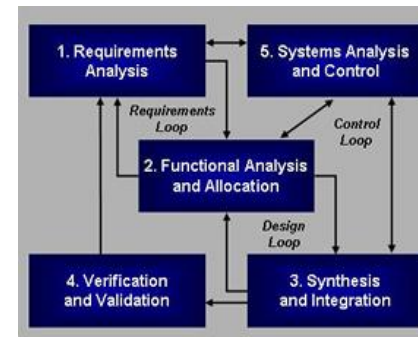 1. Requirements
Analysis
5. Systems Analysis
and Control
Requirements
Loop
Control
Loop
2. Functional Analysis
and Allocation
Design
Loop
4. Verification
and Validation
3. Synthesis
and Integration